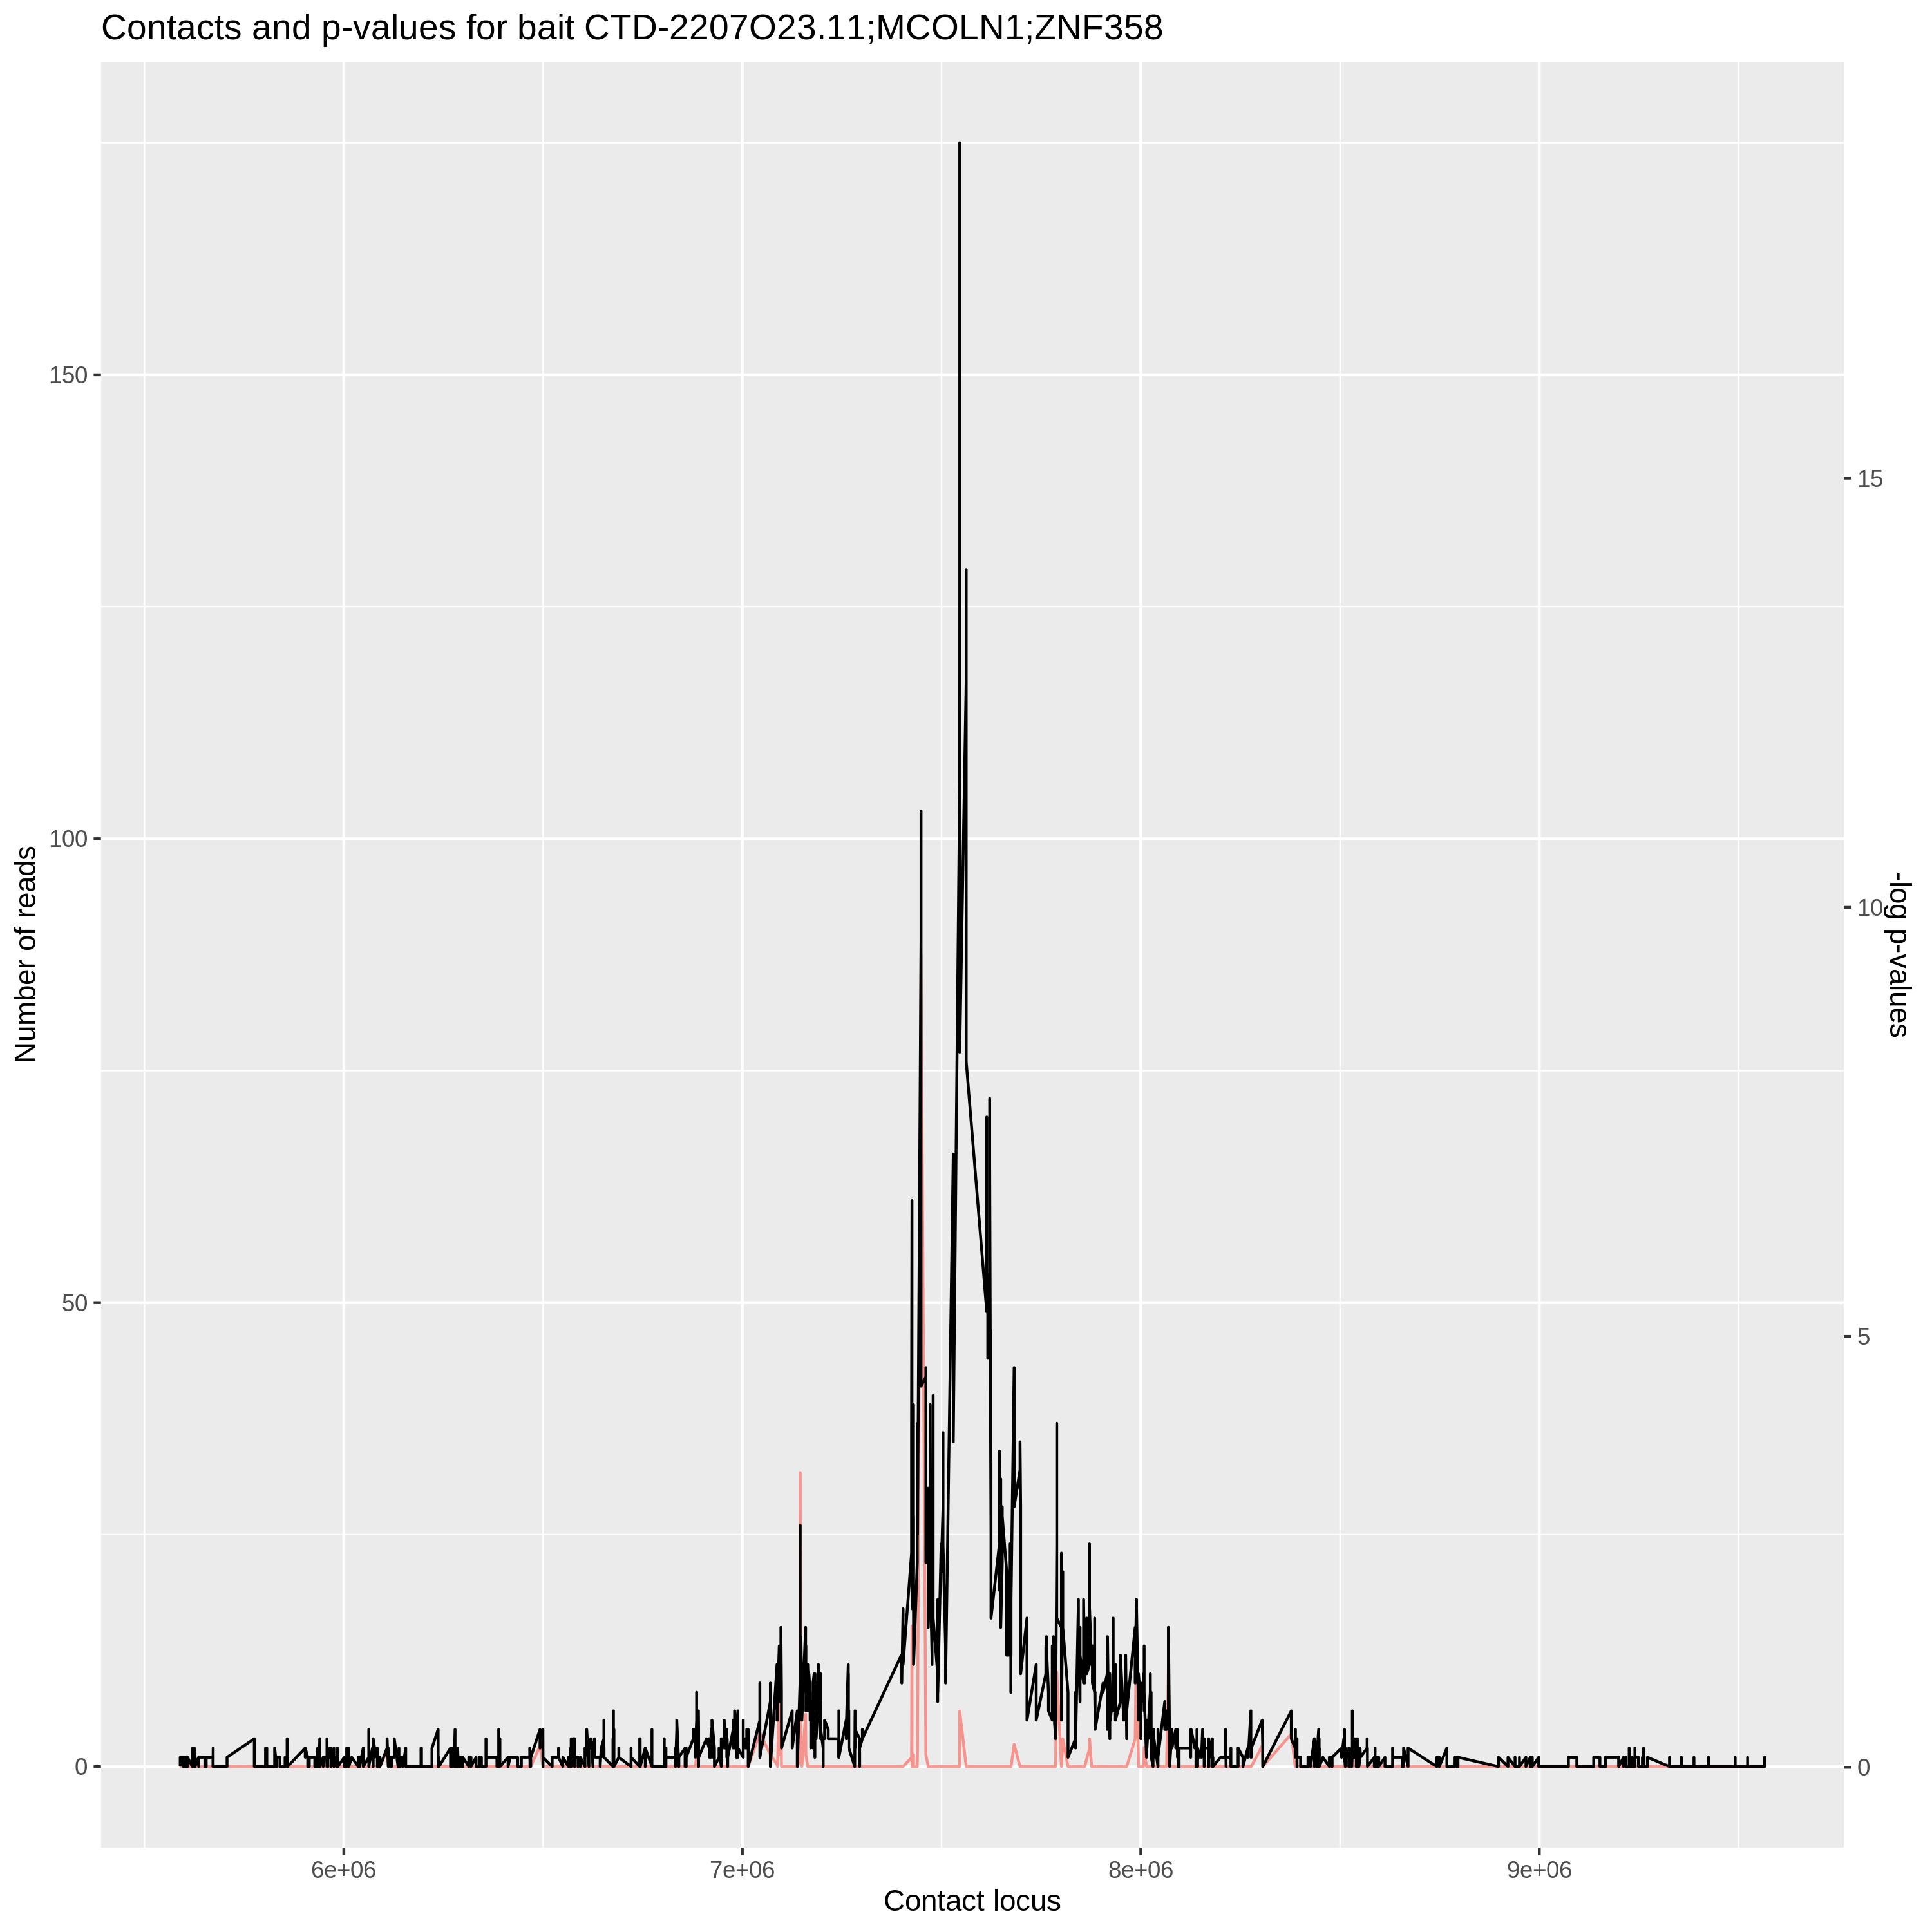 Contacts and p-values for bait CTD-2207O23.11;MCOLN1;ZNF358
Number of reads
150
100
50
0
15
10
5
0
-log p-values
6e+06 7e+06 8e+06 9e+06
Contact locus